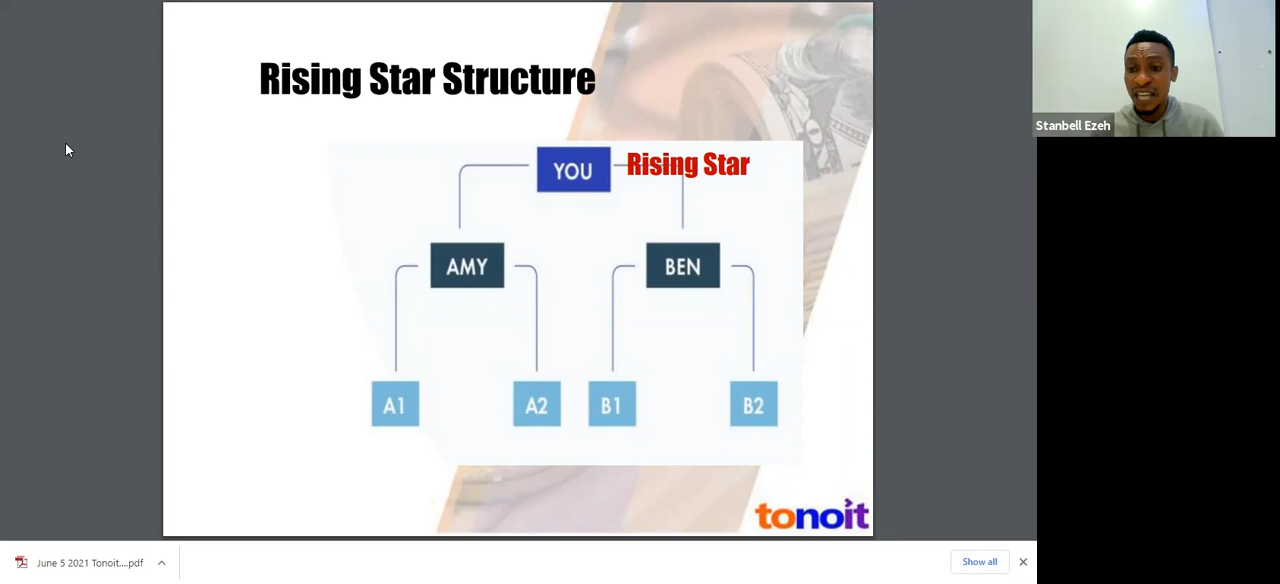 Rising Star Structure
Stanbell Ezeh
YOU
Rising Star
AMY
BEN
A1
A2
B1
B2
tonoit
June 5 2021 Tonoit....pdf
Show all